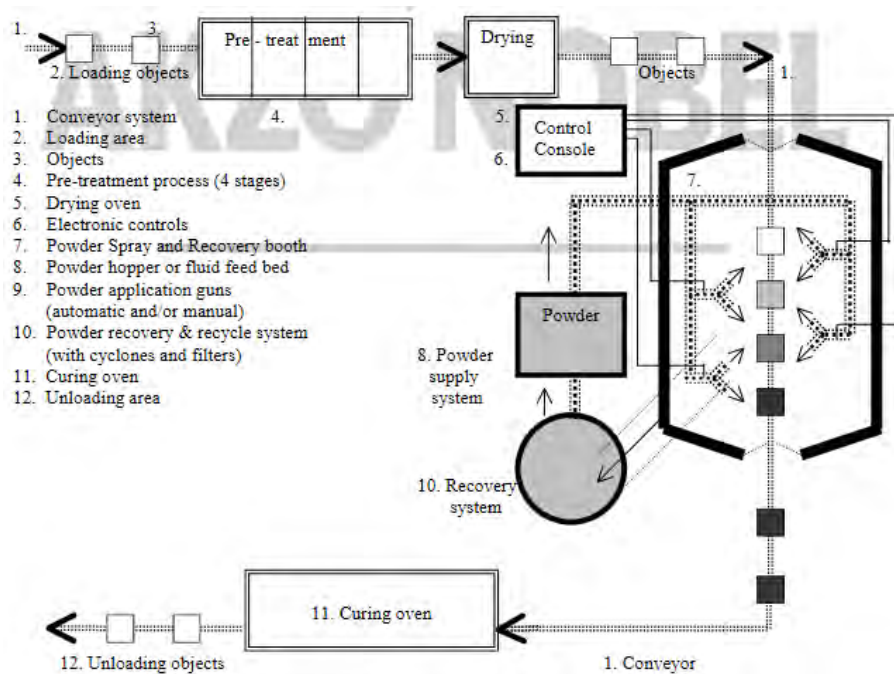 1.
3.
Pre - treat ment
Drying
2. Loading objects
Objects
1.
AKZO NOBEL
4.
1. Conveyor system
2. Loading area
3. Objects
4. Pre-treatment process (4 stages)
5. Drying oven
6. Electronic controls
7. Powder Spray and Recovery booth
8. Powder hopper or fluid feed bed
9. Powder application guns
(automatic and/or manual)
10. Powder recovery & recycle system
(with cyclones and filters)
11. Curing oven
12. Unloading area
5.
6.
Control
Console
7.
Powder
8. Powder
supply
system
10. Recovery
system
11. Curing oven
12. Unloading objects
1. Conveyor